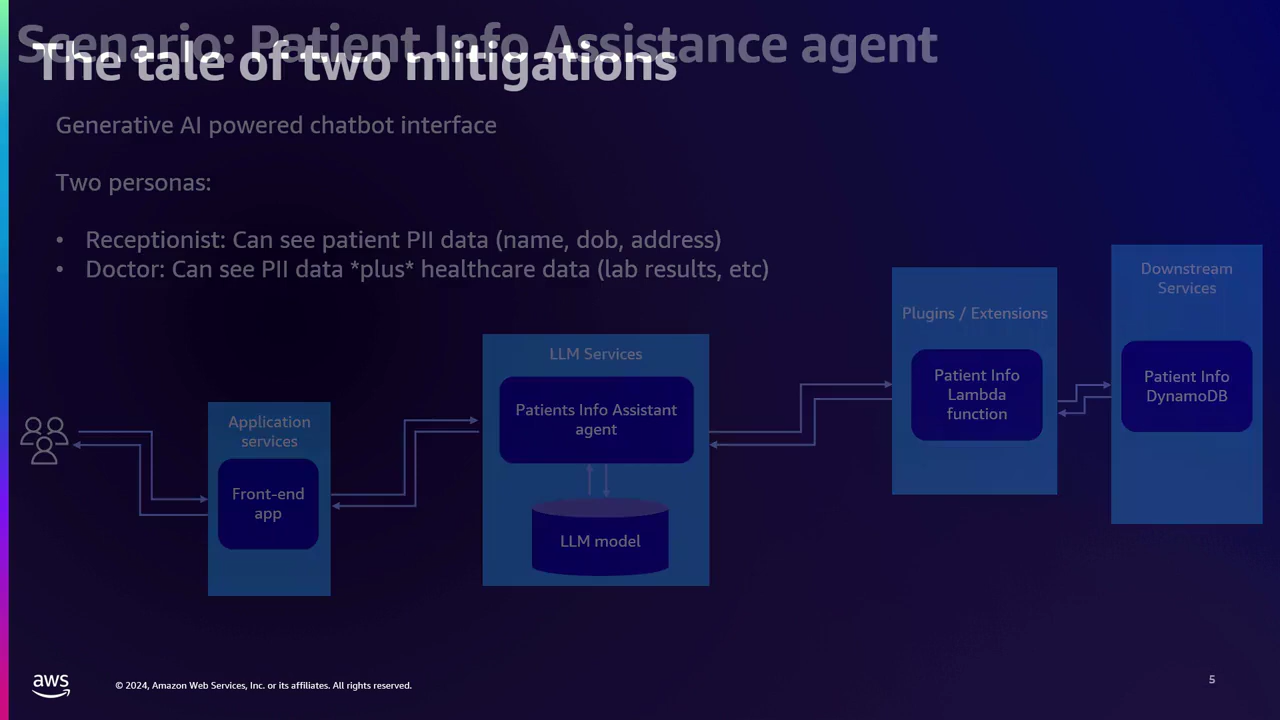 Scenario: Patient Info Assistance agent
The tale of two mitigations
Generative AI powered chatbot interface
Two personas:
• Receptionist: Can see patient PII data (name, dob, address)
• Doctor: Can see PII data *plus* healthcare data (lab results, etc)
Application
services
Front-end
app
LLM Services
Patients Info Assistant
agent
LLM model
Plugins / Extensions
Patient Info
Lambda
function
Downstream
Services
Patient Info
DynamoDB
aws
© 2024, Amazon Web Services, Inc. or its affiliates. All rights reserved.
5